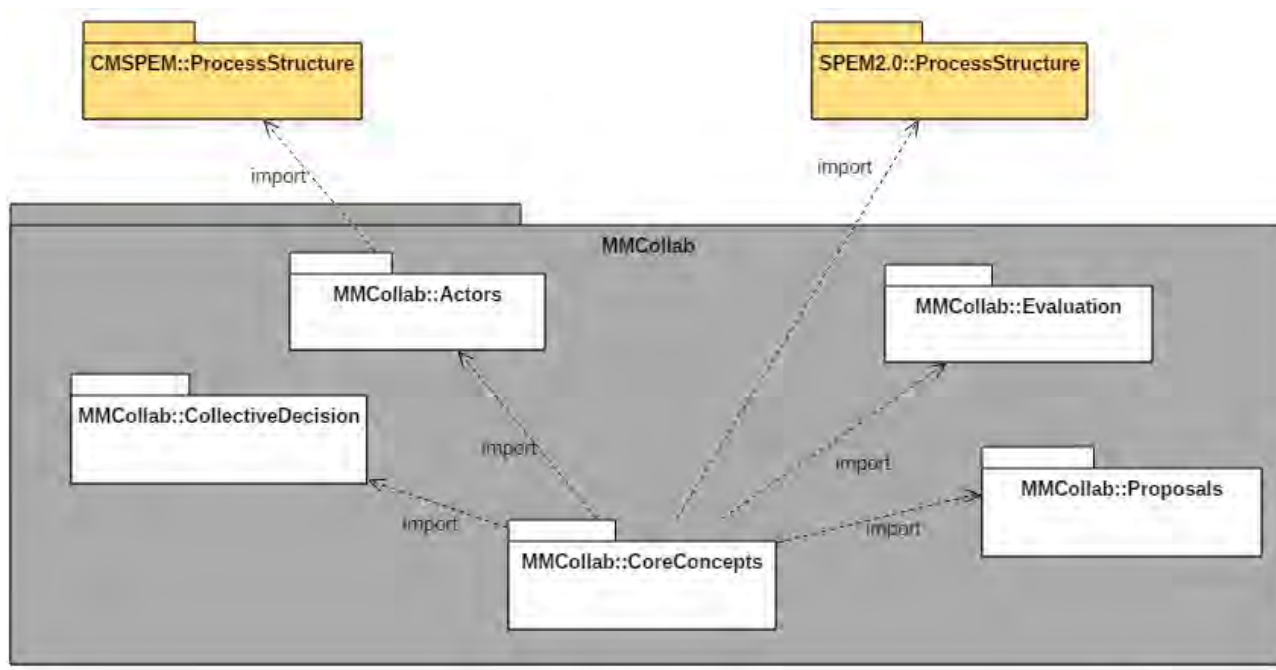 CMSPEM::ProcessStructure
SPEM2.0::ProcessStructure
import
import
MMCollab
MMCollab::Actors
MMCollab::Evaluation
MMCollab::CollectiveDecision
import
import
MMCollab::Proposals
import
import
MMCollab::CoreConcepts